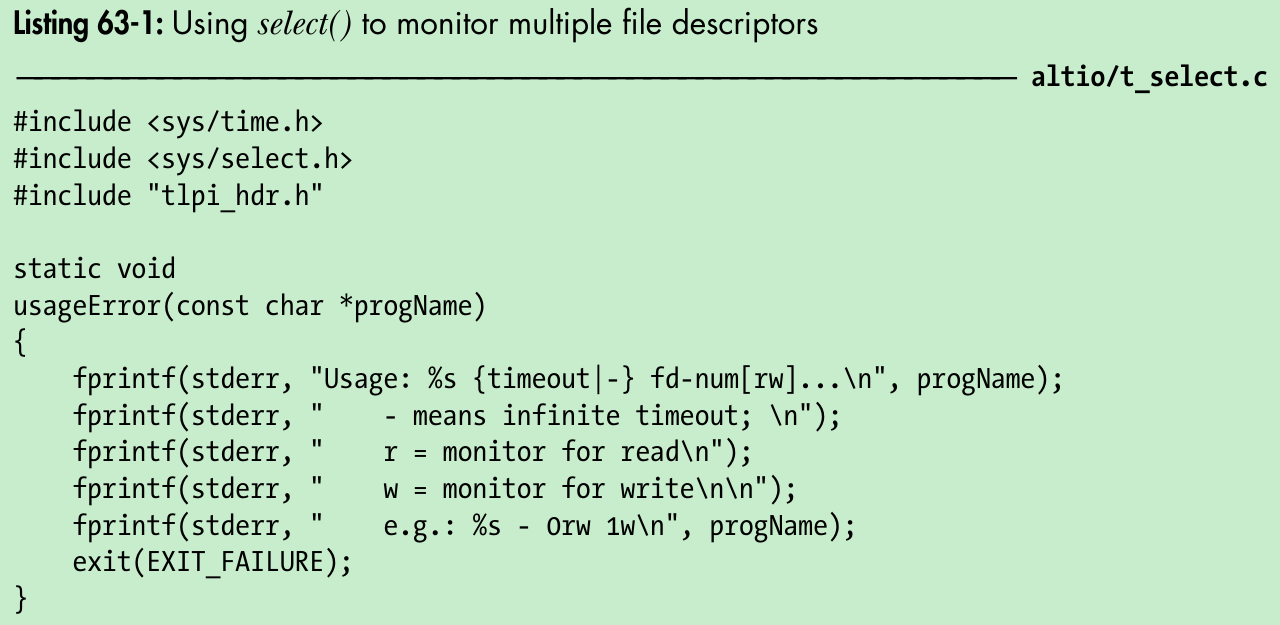 Listing 63-1: Using select() to monitor multiple file descriptors
altio/t_select.c
#include <sys/time.h>
#include <sys/select.h>
#include "tlpi_hdr.h"

static void
usageError(const char *progName)
{
    fprintf(stderr, "Usage: %s {timeout|-} fd-num[rw]...\n", progName);
    fprintf(stderr, "    - means infinite timeout; \n");
    fprintf(stderr, "    r = monitor for read\n");
    fprintf(stderr, "    w = monitor for write\n\n");
    fprintf(stderr, "    e.g.: %s - 0rw 1w\n", progName);
    exit(EXIT_FAILURE);
}